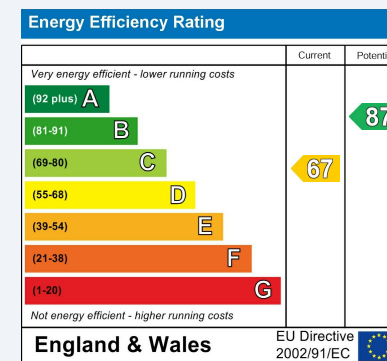 Energy Efficiency Rating
Current Potenti
Very energy efficient - lower running costs
(92 plus) A
(81-91) B
87
(69-80) C
67
(55-68) D
(39-54) E
(21-38) F
(1-20) G
Not energy efficient - higher running costs
England & Wales
EU Directive
2002/91/EC